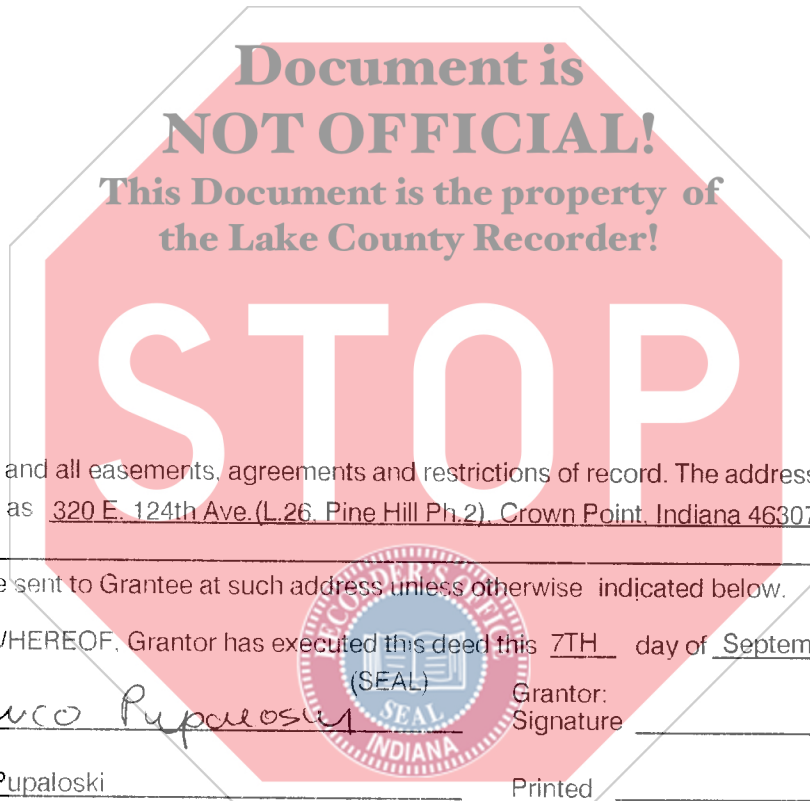 Document is
NOT OFFICIAL!
This Document is the property of
the Lake County Recorder!
STOP
and all easements, agreements and restrictions of record. The address
as 320 E. 124th Ave.(L.26, Pine Hill Ph.2), Crown Point, Indiana 46307
e sent to Grantee at such address unless otherwise indicated below.
WHEREOF, Grantor has executed this deed this 7TH day of Septem
(SEAL)
Grantor:
Signature
Pupaloski
Printed
RECORDER'S OFFIC
SEAL
INDIANA